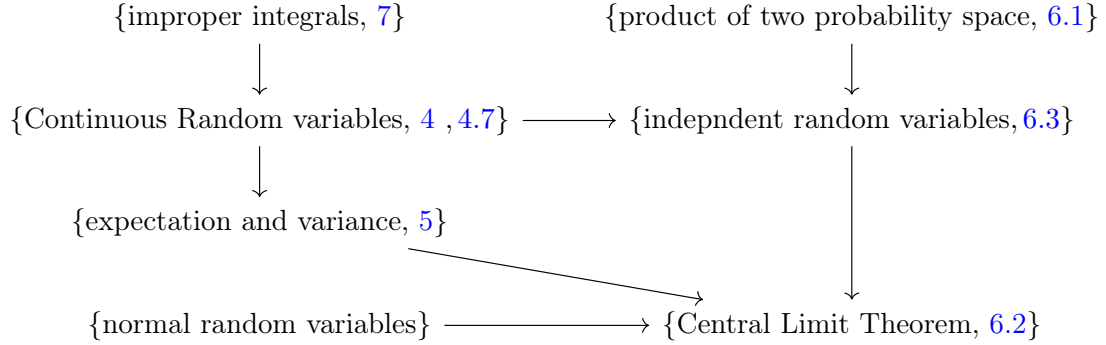 {improper integrals, 7} {product of two probability space, 6.1}
{Continuous Random variables, 4 , 4.7} {indepndent random variables, 6.3}
{expectation and variance, 5}
{normal random variables} {Central Limit Theorem, 6.2}